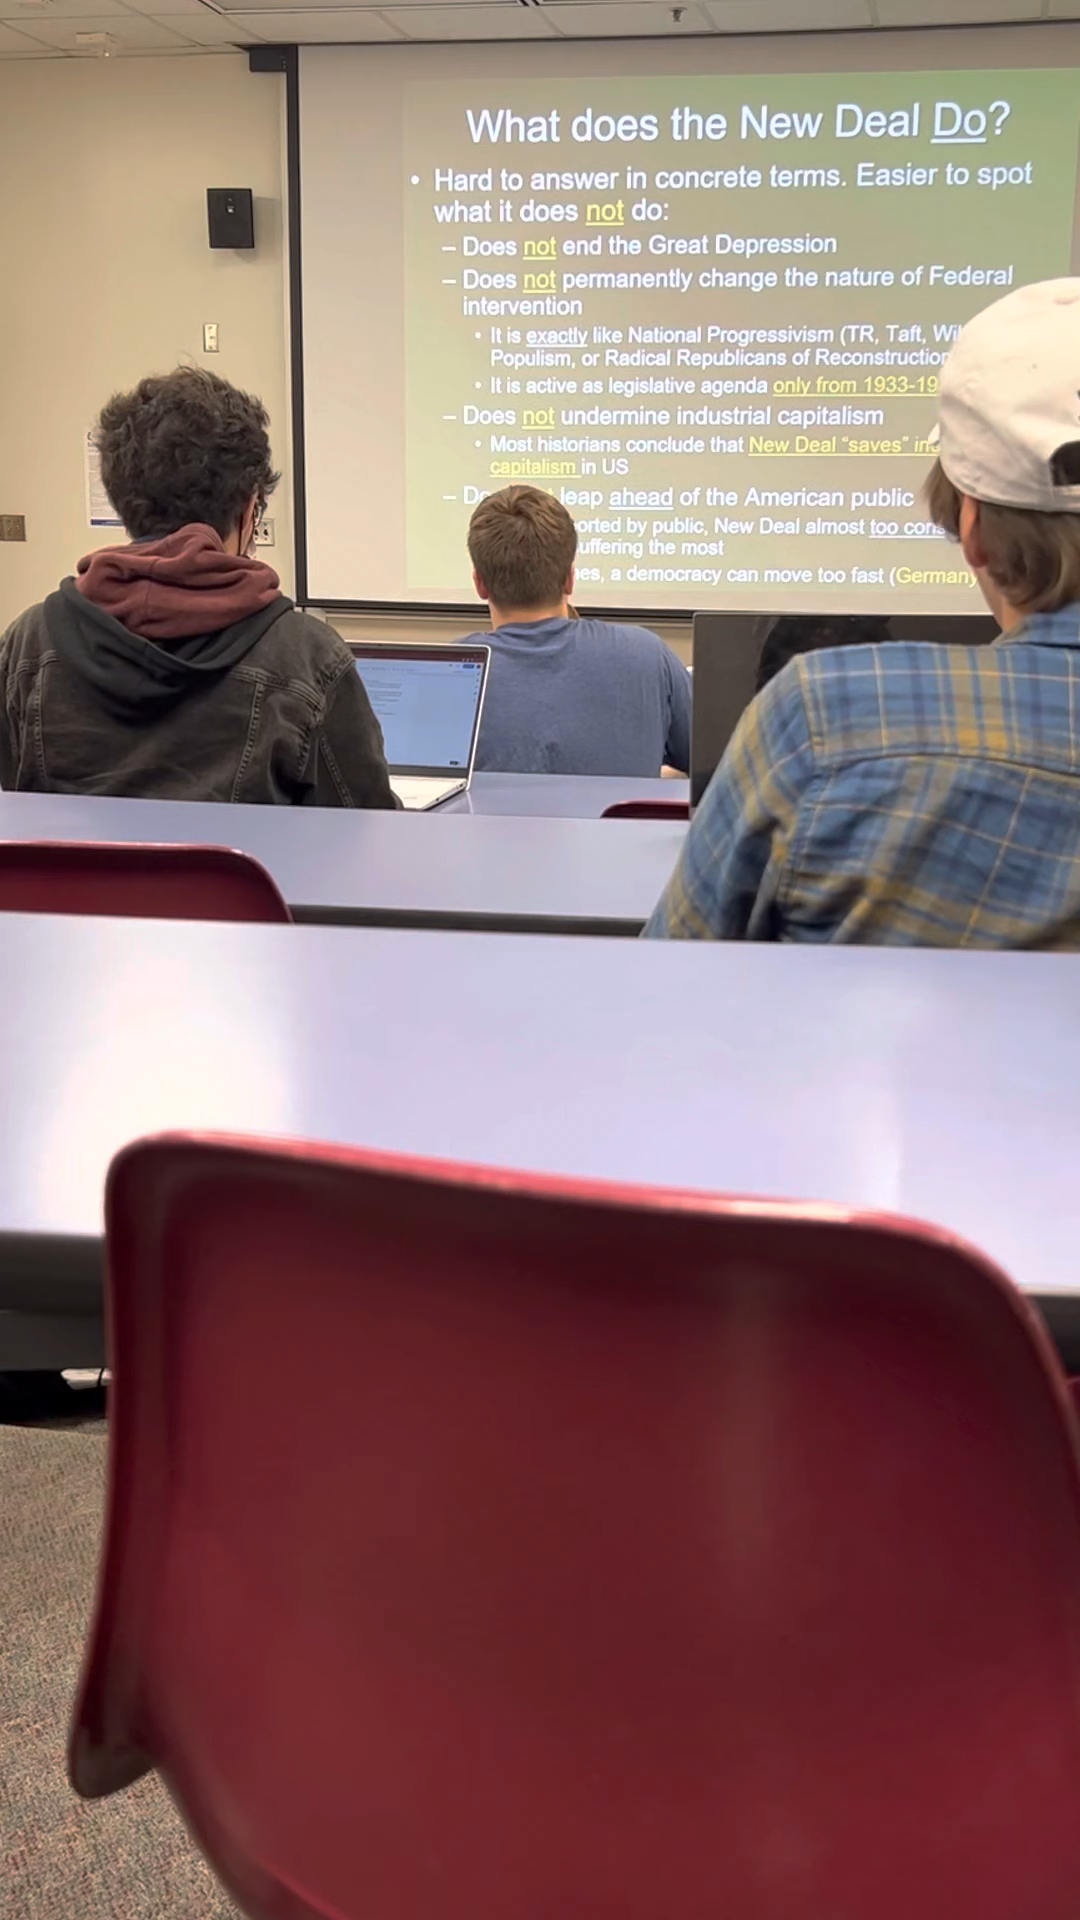 What does the New Deal Do?
• Hard to answer in concrete terms. Easier to spot
what it does not do:
– Does not end the Great Depression
– Does not permanently change the nature of Federal
intervention
• It is exactly like National Progressivism (TR, Taft,
Populism, or Radical Republicans of Reconstruction
• It is active as legislative agenda only from 1933-19
– Does not undermine industrial capitalism
• Most historians conclude that New Deal "saves"
capitalism in US
– leap ahead of the American public
by public, New Deal almost too
the most
a democracy can move too fast (Germany